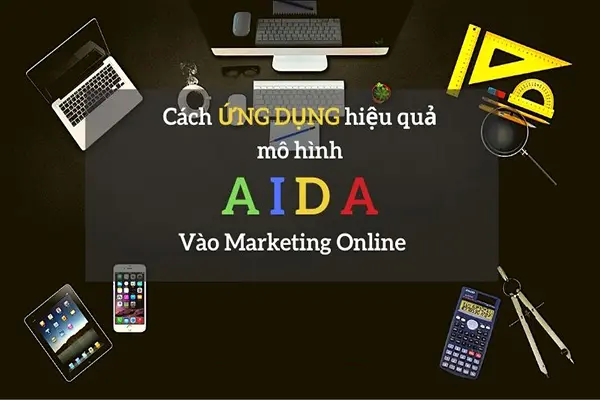 Cách ỨNG DỤNG hiệu quả
mô hình
A I D A
Vào Marketing Online